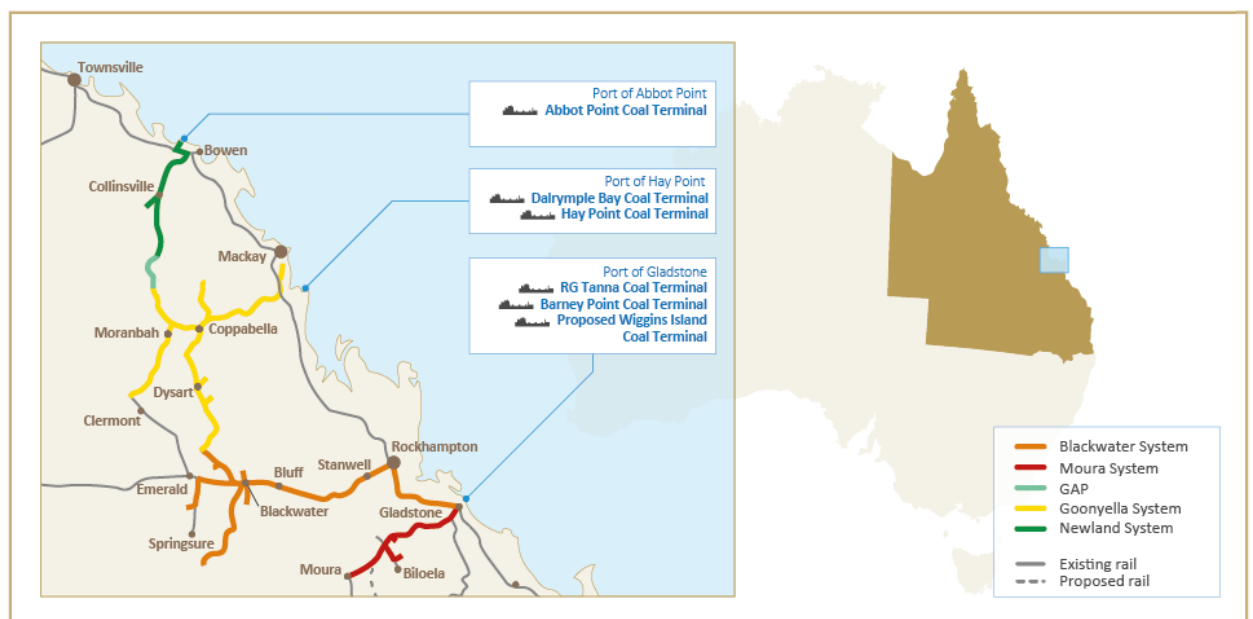 Townsville
Port of Abbot Point
Abbot Point Coal Terminal
Bowen
Collinsville
Port of Hay Point
Dalrymple Bay Coal Terminal
Hay Point Coal Terminal
Mackay
Port of Gladstone
RG Tanna Coal Terminal
Barney Point Coal Terminal
Proposed Wiggins Island
Coal Terminal
Moranbah
Coppabella
Dysart
Clermont
Rockhampton
Stanwell
Bluff
Emerald
Blackwater
Gladstone
Springsure
Moura
Biloela
Blackwater System
Moura System
GAP
Goonyella System
Newland System
Existing rail
Proposed rail